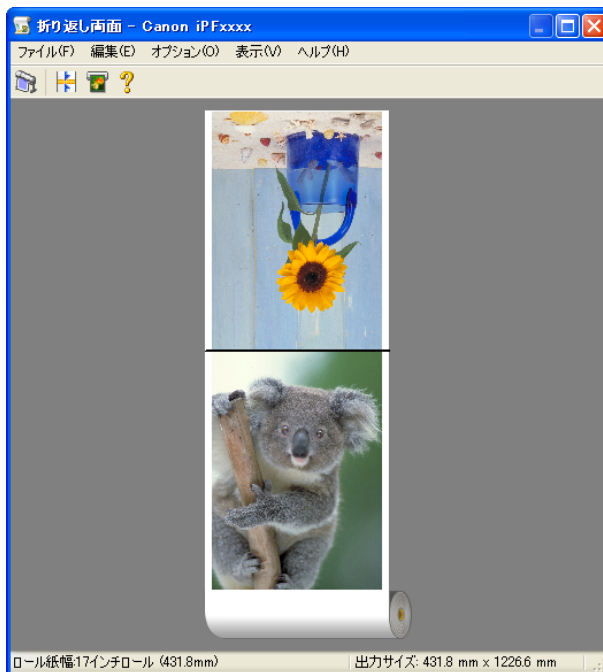 折り返し両面 - Canon iPFxxxx
ファイル(F) 編集(E) オプション(O) 表示(V) ヘルプ(H)
ロール紙幅:17インチロール (431.8mm) 出力サイズ: 431.8 mm x 1226.6 mm